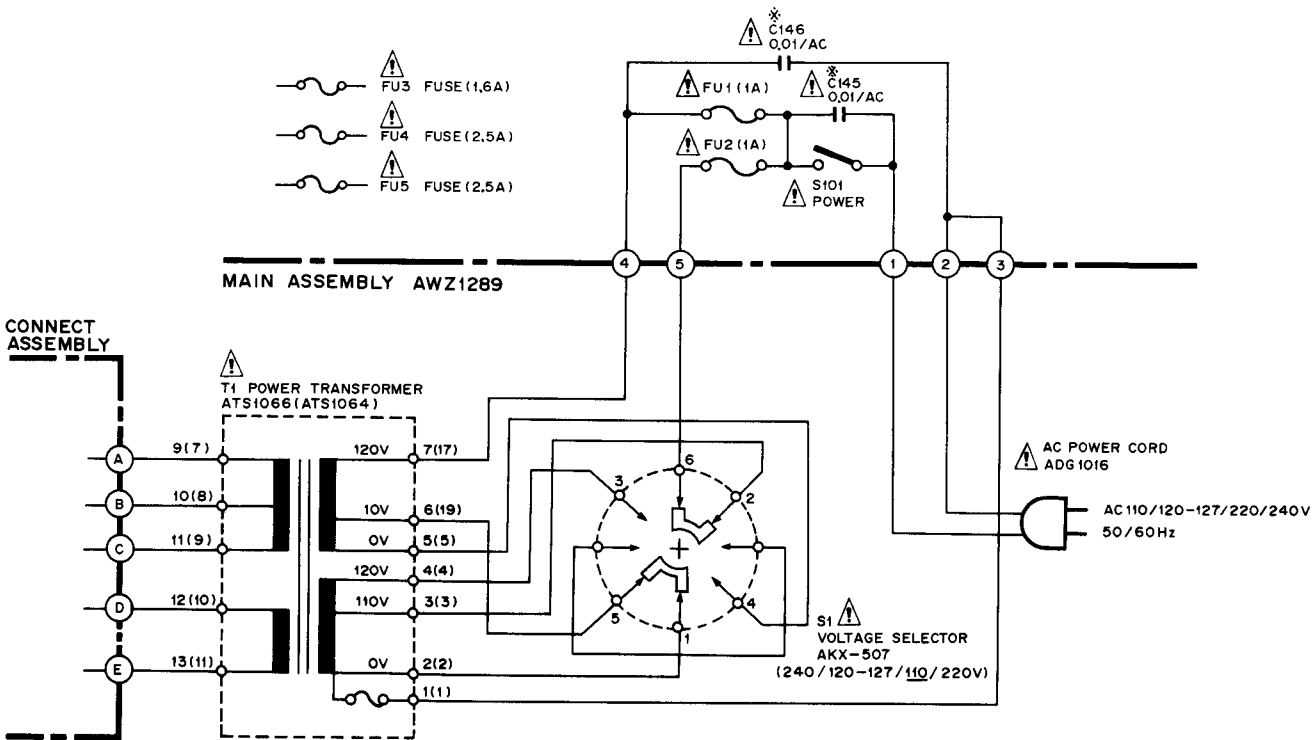 ※
C146
0.01/AC
FU3 FUSE (1.6A)
FU1 (1A)
※
C145
0.01/AC
FU4 FUSE (2.5A)
FU2 (1A)
FU5 FUSE (2.5A)
S101
POWER
4
5
1
2
3
MAIN ASSEMBLY AWZ1289
CONNECT
ASSEMBLY
T1 POWER TRANSFORMER
ATS1066(ATS1064)
A
9(7)
120V
7(17)
B
10(8)
10V
6(19)
C
11(9)
0V
5(5)
120V
4(4)
D
12(10)
110V
3(3)
0V
2(2)
E
13(11)
1(1)
6
3
2
5
4
1
S1
VOLTAGE SELECTOR
AKX-507
(240/120-127/110/220V)
AC POWER CORD
ADG1016
AC110/120-127/220/240V
50/60Hz